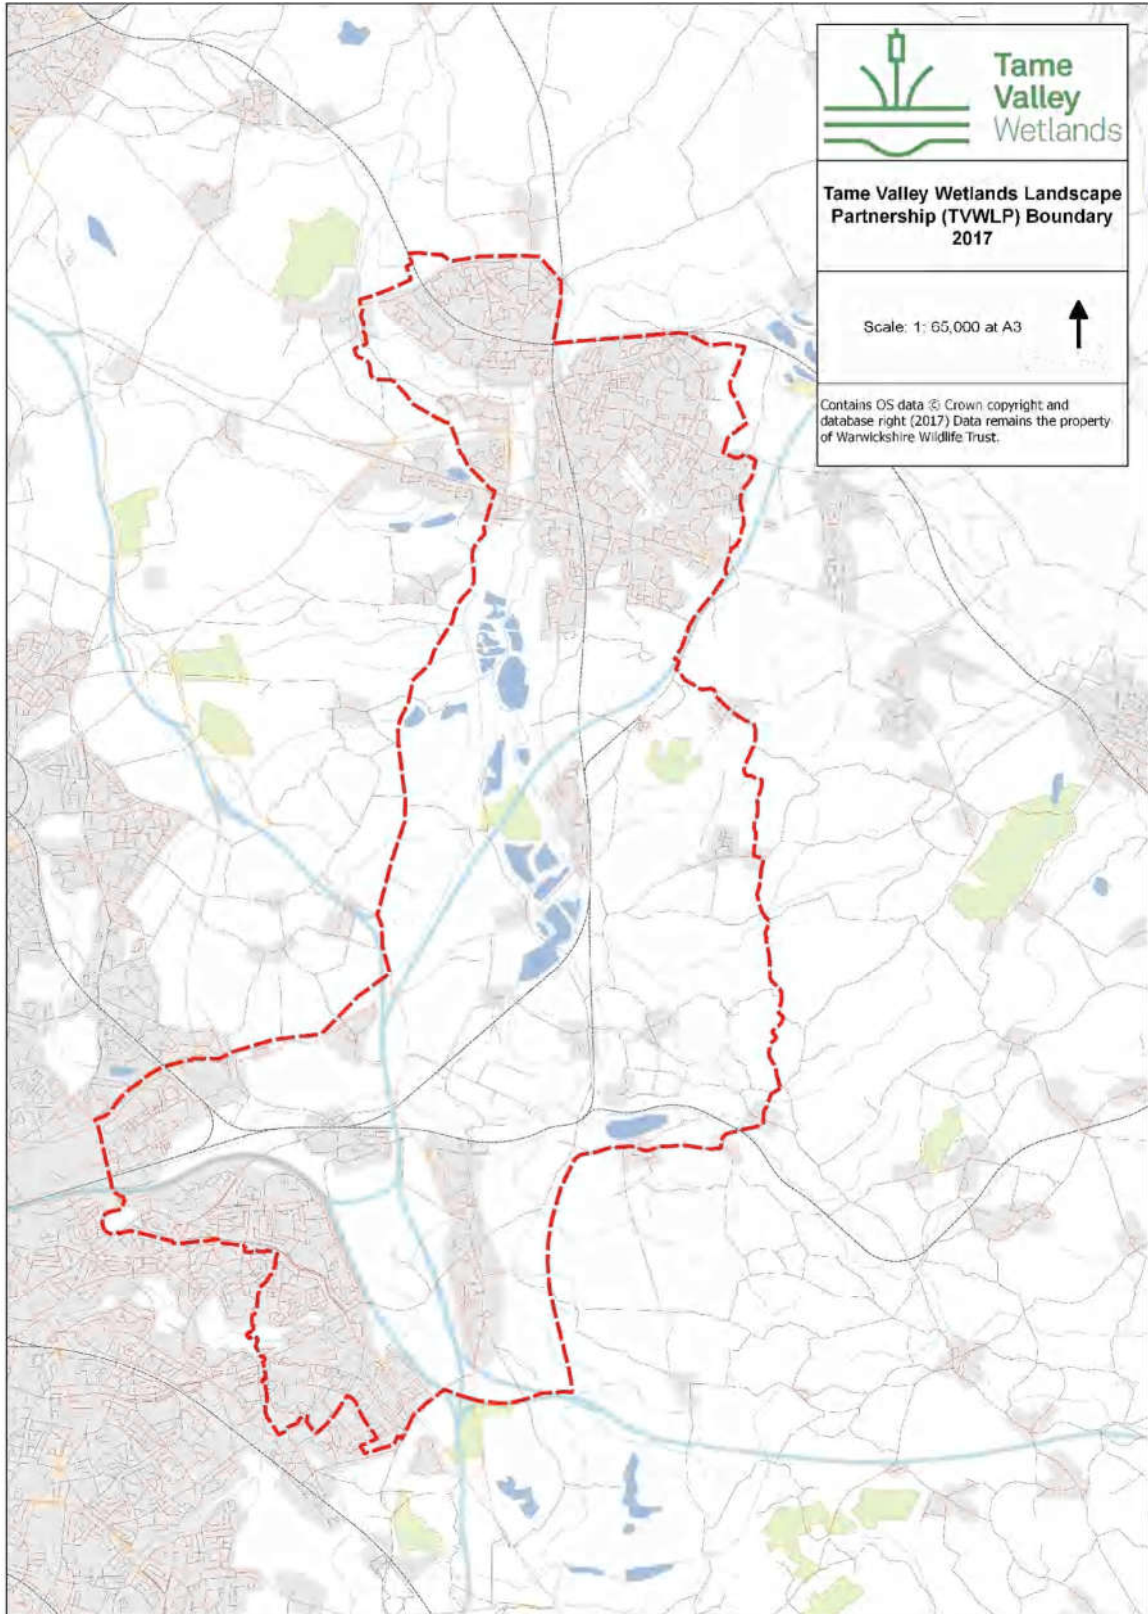 Tame
Valley
Wetlands
Tame Valley Wetlands Landscape
Partnership (TVWLP) Boundary
2017
Scale: 1: 65,000 at A3
Contains OS data © Crown copyright and
database right (2017) Data remains the property
of Warwickshire Wildlife Trust.